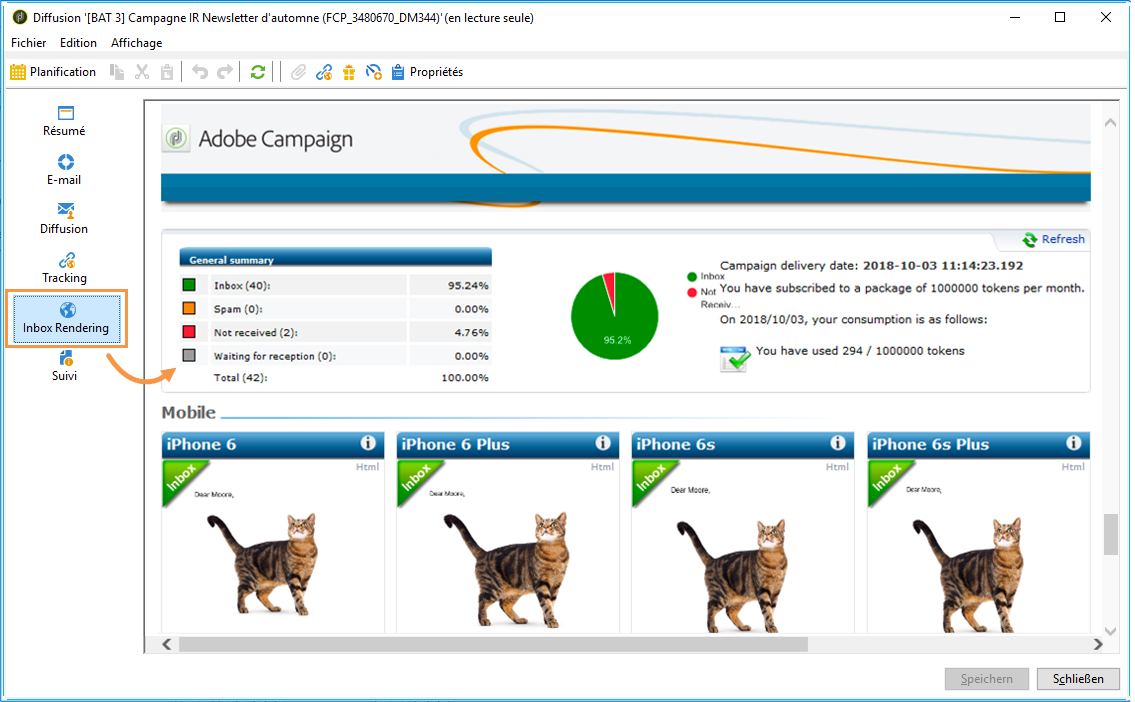 Diffusion '[BAT 3] Campagne IR Newsletter d'automne (FCP_3480670_DM344)' (en lecture seule)
Fichier Edition Affichage
Planification Propriétés
Résumé
E-mail
Diffusion
Tracking
Inbox Rendering
Suivi
Adobe Campaign
Refresh
General summary
Inbox (40): 95.24%
Spam (0): 0.00%
Not received (2): 4.76%
Waiting for reception (0): 0.00%
Total (42): 100.00%
95.2%
Inbox
Not
Receiv...
Campaign delivery date: 2018-10-03 11:14:23.192
You have subscribed to a package of 1000000 tokens per month.
On 2018/10/03, your consumption is as follows:
You have used 294 / 1000000 tokens
Mobile
iPhone 6
Html
Inbox
Dear Moore,
iPhone 6 Plus
Html
Inbox
Dear Moore,
iPhone 6s
Html
Inbox
Dear Moore,
iPhone 6s Plus
Html
Inbox
Dear Moore,
Speichern Schließen